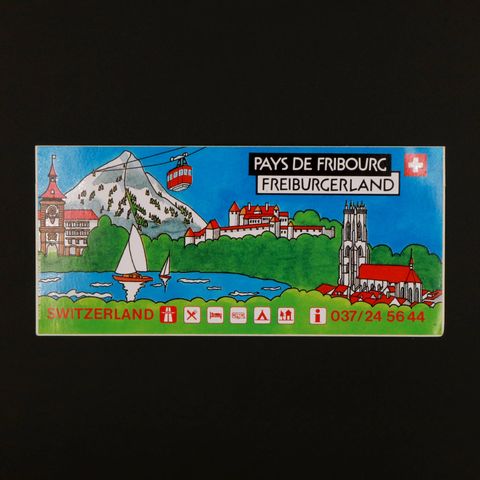 PAYS DE FRIBOURG
FREIBURGERLAND
SWITZERLAND
037/24 56 44